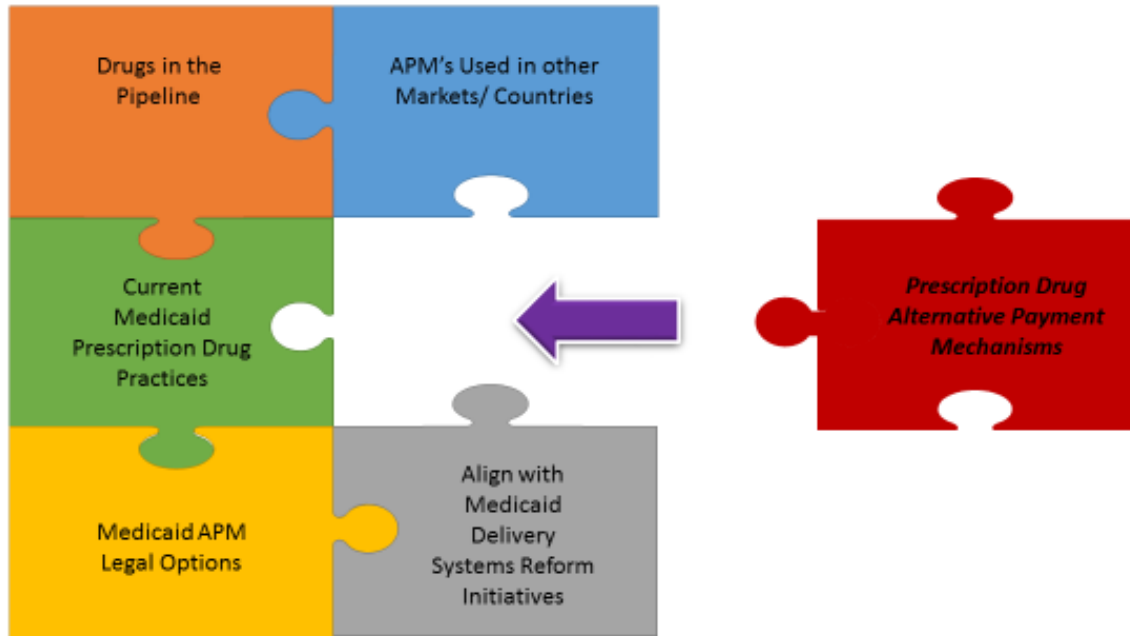 Drugs in the
Pipeline
APM's Used in other
Markets/ Countries
Current
Medicaid
Prescription Drug
Practices
Prescription Drug
Alternative Payment
Mechanisms
Medicaid APM
Legal Options
Align with
Medicaid
Delivery
Systems Reform
Initiatives